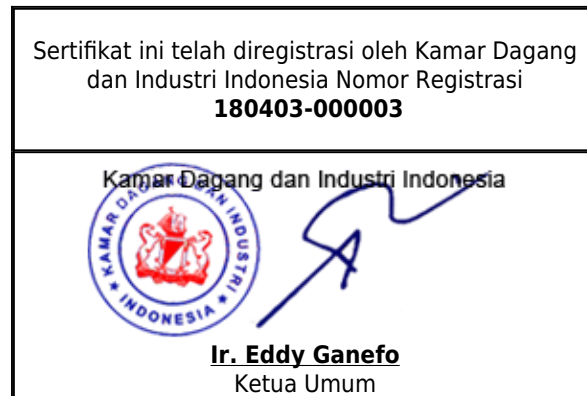 Sertifikat ini telah diregistrasi oleh Kamar Dagang
dan Industri Indonesia Nomor Registrasi
180403-000003
Kamar Dagang dan Industri Indonesia
KAMAR DAGANG DAN INDUSTRI
INDONESIA
Ir. Eddy Ganefo
Ketua Umum